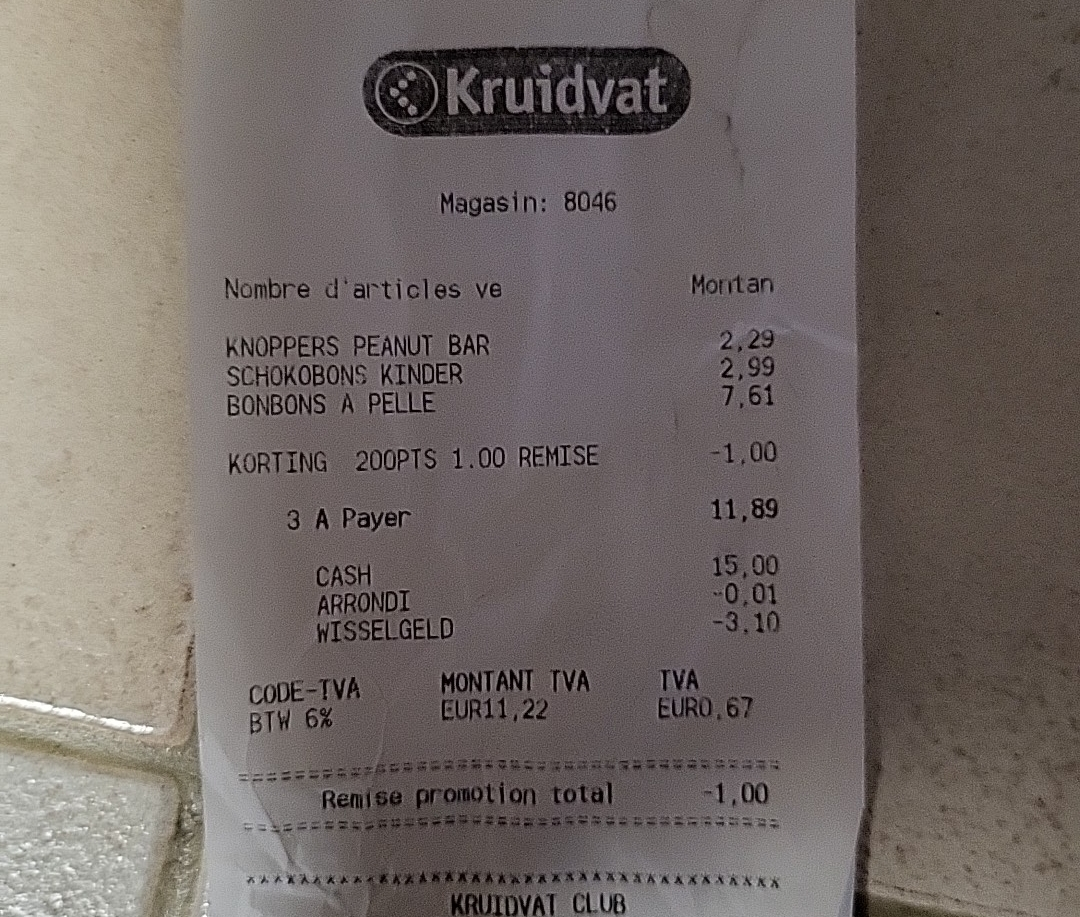 Kruidvat
Magasin: 8046
Nombre d'articles ve Montan
KNOPPERS PEANUT BAR 2,29
SCHOKOBONS KINDER 2,99
BONBONS A PELLE 7,61
KORTING 200PTS 1.00 REMISE -1,00
3 A Payer 11,89
CASH 15,00
ARRONDI -0,01
WISSELGELD -3,10
CODE-TVA MONTANT TVA TVA
BTW 6% EUR11,22 EUR0,67
Remise promotion total -1,00
KRUIDVAT CLUB